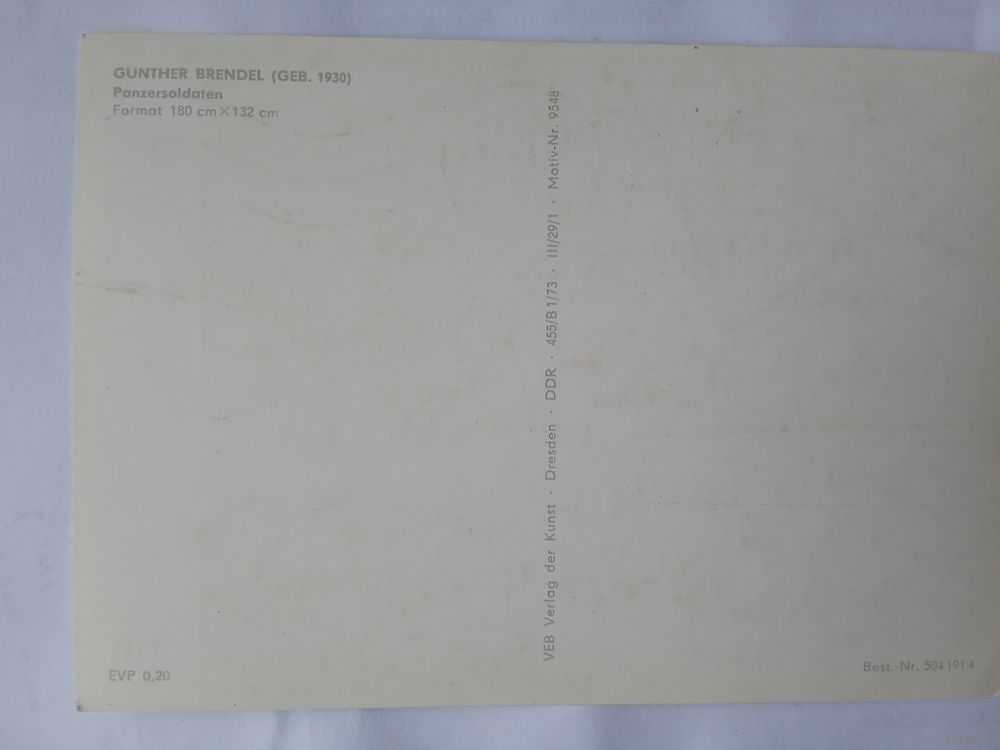 GUNTHER BRENDEL (GEB. 1930)
Panzersoldaten
Format 180 cm×132 cm
VEB Verlag der Kunst · Dresden · DDR · 455/B 1/73 · III/29/1 · Motiv-Nr. 9548
EVP 0,20
Best.-Nr. 504 191 4